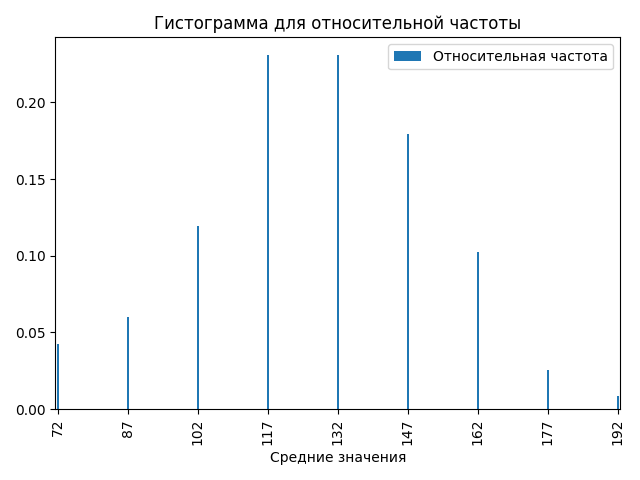 Гистограмма для относительной частоты
Относительная частота
0.20
0.15
0.10
0.05
0.00
72 87 102 117 132 147 162 177 192
Средние значения